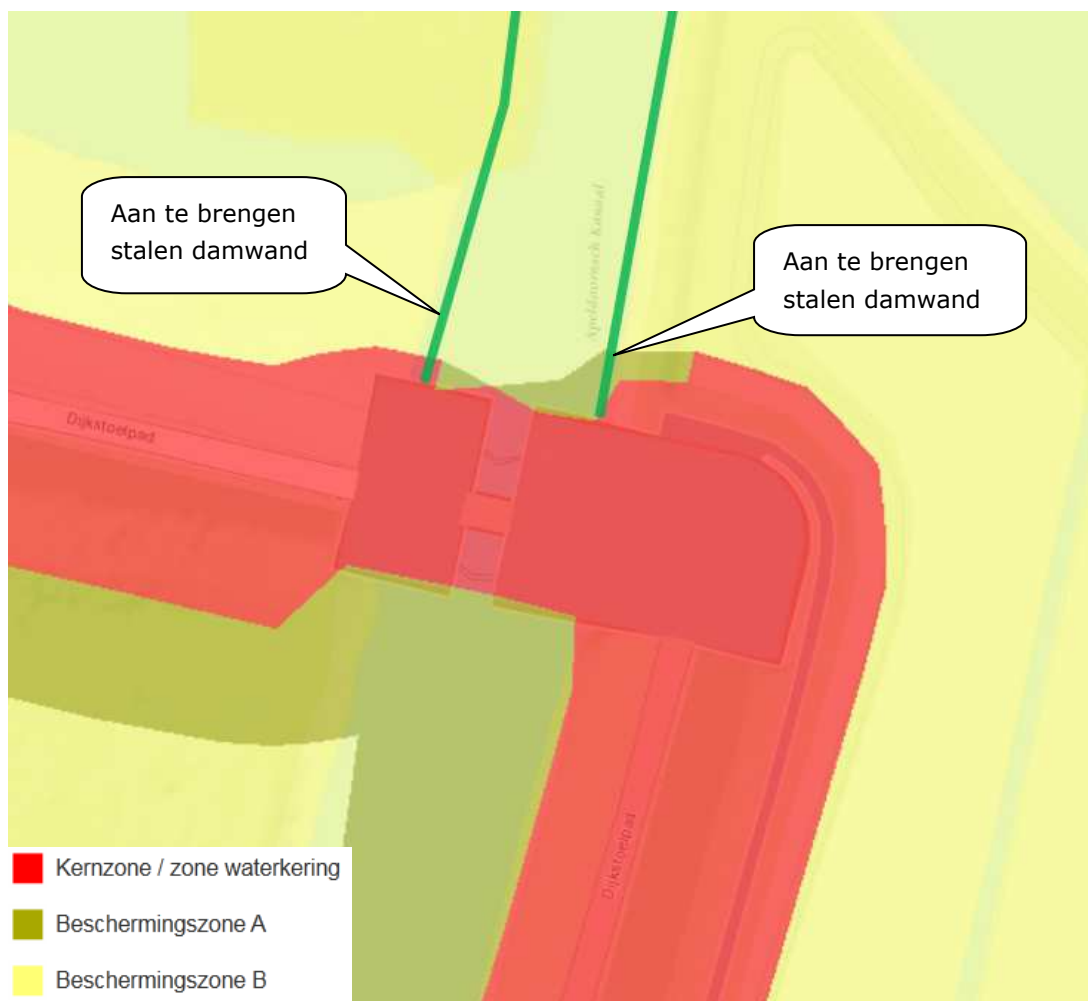 Aan te brengen
stalen damwand
Aan te brengen
stalen damwand
Apeldoornsch Kanaal
Dijkstoelpad
Dijkstoelpad
Kernzone / zone waterkering
Beschermingszone A
Beschermingszone B